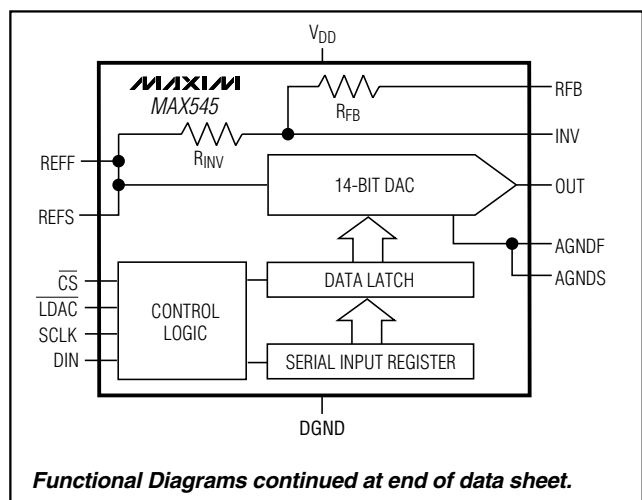 VDD
MAXIM
MAX545
RFB
RFB
INV
RINV
REFF
REFS
14-BIT DAC
OUT
AGNDF
AGNDS
CS
LDAC
SCLK
DIN
CONTROL
LOGIC
DATA LATCH
SERIAL INPUT REGISTER
DGND
Functional Diagrams continued at end of data sheet.